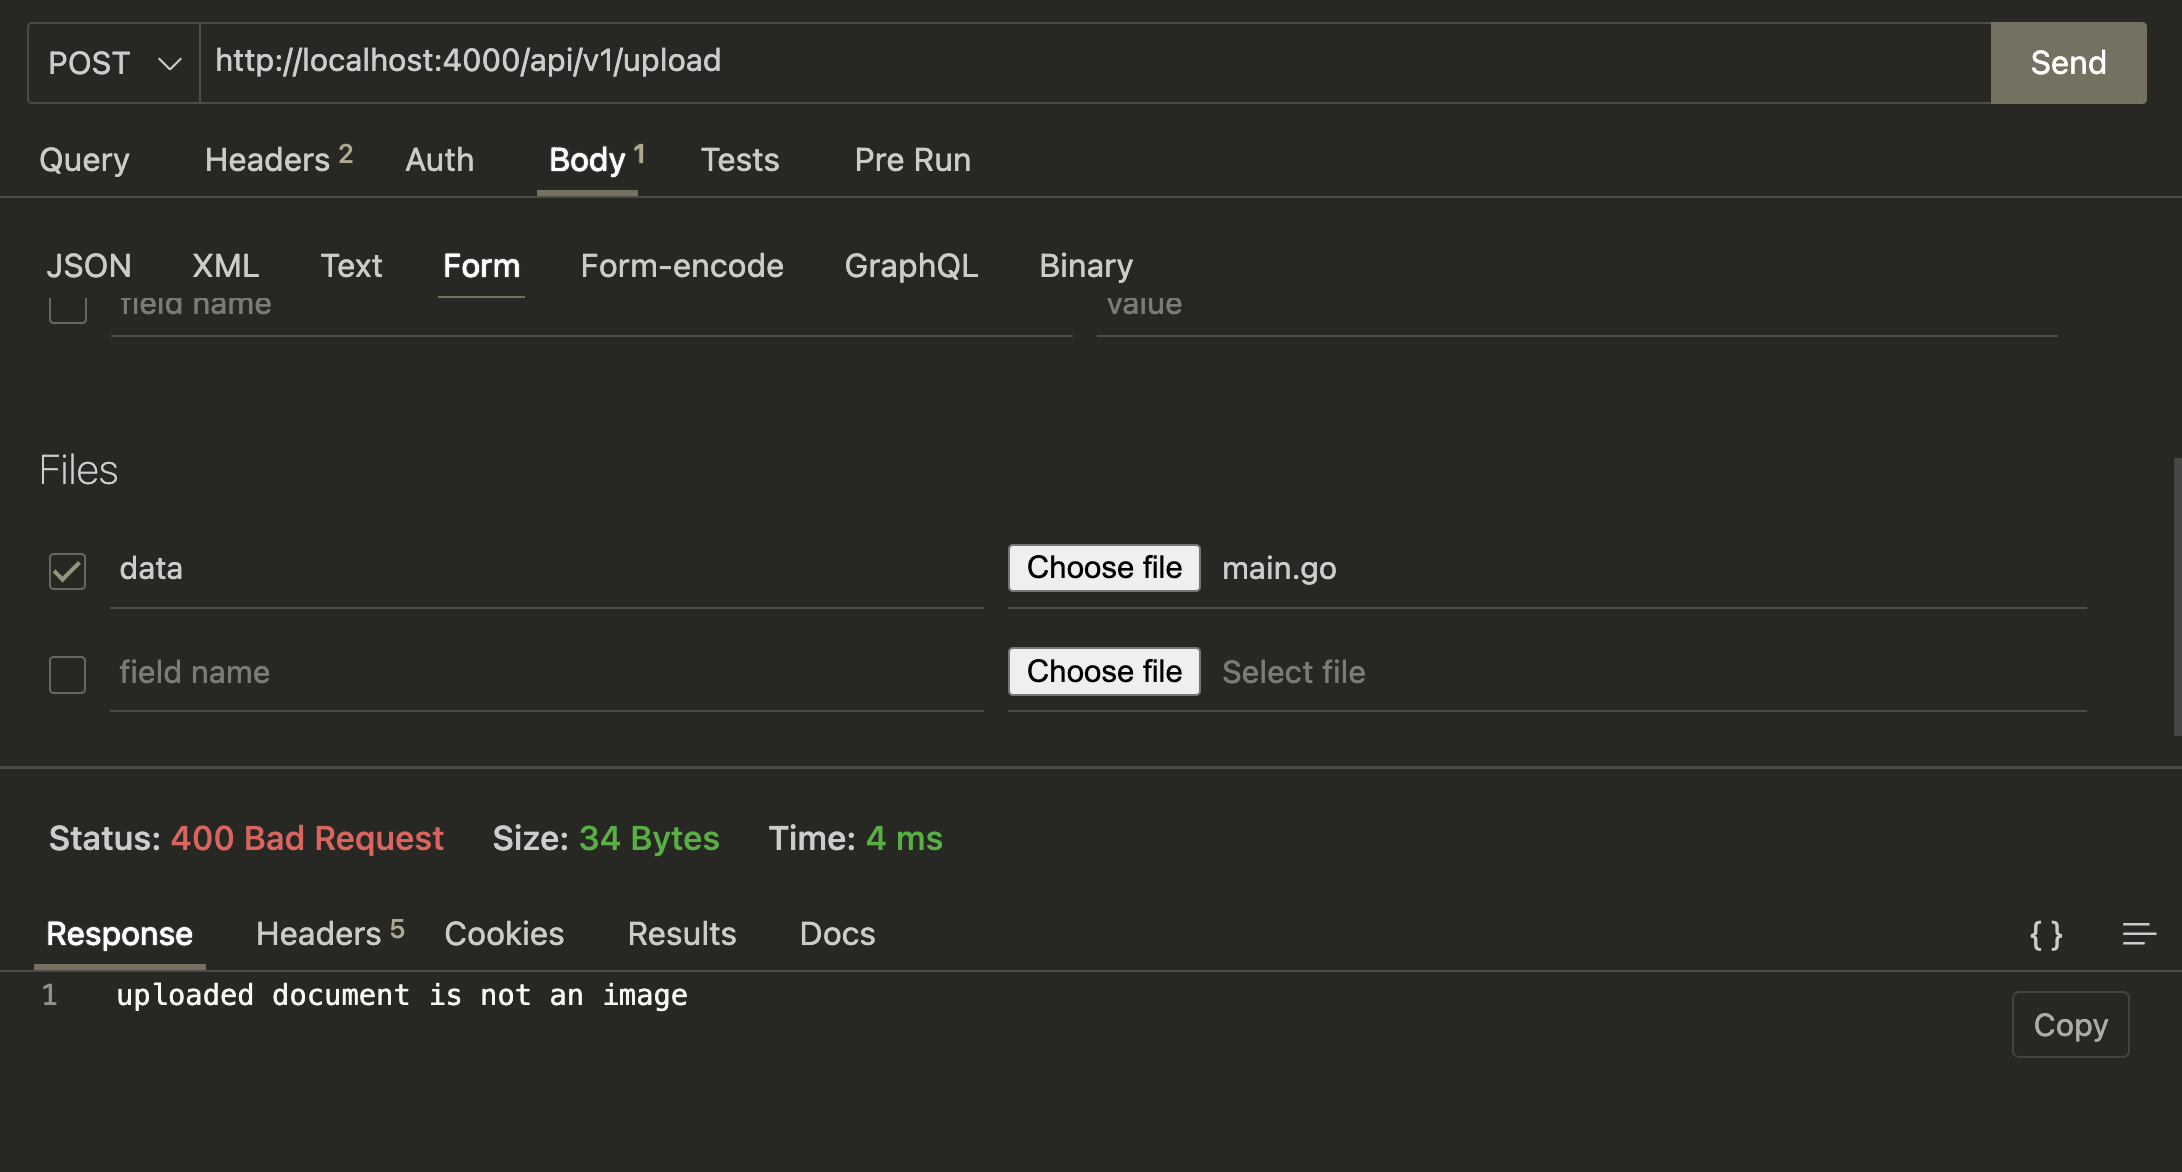 POST http://localhost:4000/api/v1/upload Send
Query Headers 2 Auth Body 1 Tests Pre Run
JSON XML Text Form Form-encode GraphQL Binary
field name value
Files
data Choose file main.go
field name Choose file Select file
Status: 400 Bad Request Size: 34 Bytes Time: 4 ms
Response Headers 5 Cookies Results Docs { }
1 uploaded document is not an image
Copy